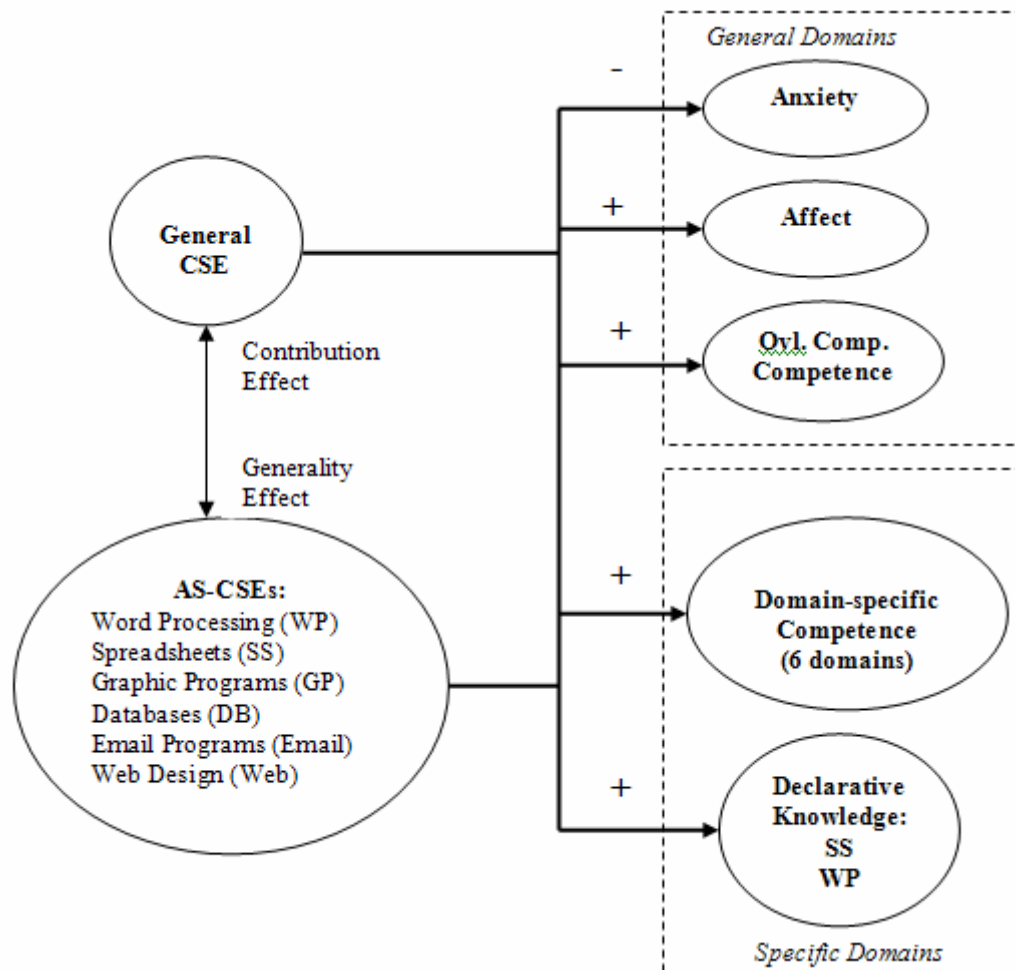 General Domains
-
Anxiety
+
Affect
General
CSE
+
Ovl. Comp.
Competence
Contribution
Effect
Generality
Effect
AS-CSEs:
Word Processing (WP)
Spreadsheets (SS)
Graphic Programs (GP)
Databases (DB)
Email Programs (Email)
Web Design (Web)
+
Domain-specific
Competence
(6 domains)
+
Declarative
Knowledge:
SS
WP
Specific Domains